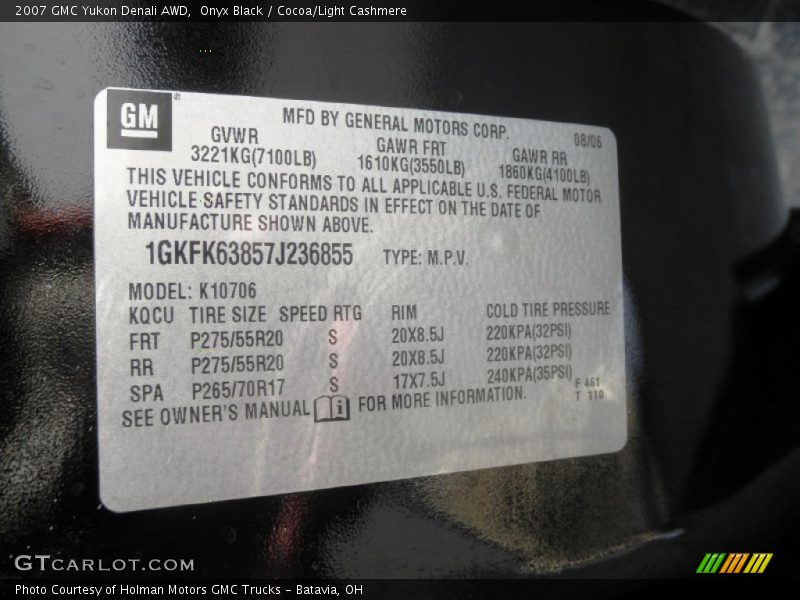 2007 GMC Yukon Denali AWD, Onyx Black / Cocoa/Light Cashmere
GM
MFD BY GENERAL MOTORS CORP. 08/06
GVWR GAWR FRT GAWR RR
3221KG(7100LB) 1610KG(3550LB) 1860KG(4100LB)
THIS VEHICLE CONFORMS TO ALL APPLICABLE U.S. FEDERAL MOTOR
VEHICLE SAFETY STANDARDS IN EFFECT ON THE DATE OF
MANUFACTURE SHOWN ABOVE.
1GKFK63857J236855 TYPE: M.P.V.
MODEL: K10706
KQCU TIRE SIZE SPEED RTG RIM COLD TIRE PRESSURE
FRT P275/55R20 S 20X8.5J 220KPA(32PSI)
RR P275/55R20 S 20X8.5J 220KPA(32PSI)
SPA P265/70R17 S 17X7.5J 240KPA(35PSI)
F 461
T 110
SEE OWNER'S MANUAL FOR MORE INFORMATION.
GTCARLOT.COM
Photo Courtesy of Holman Motors GMC Trucks – Batavia, OH